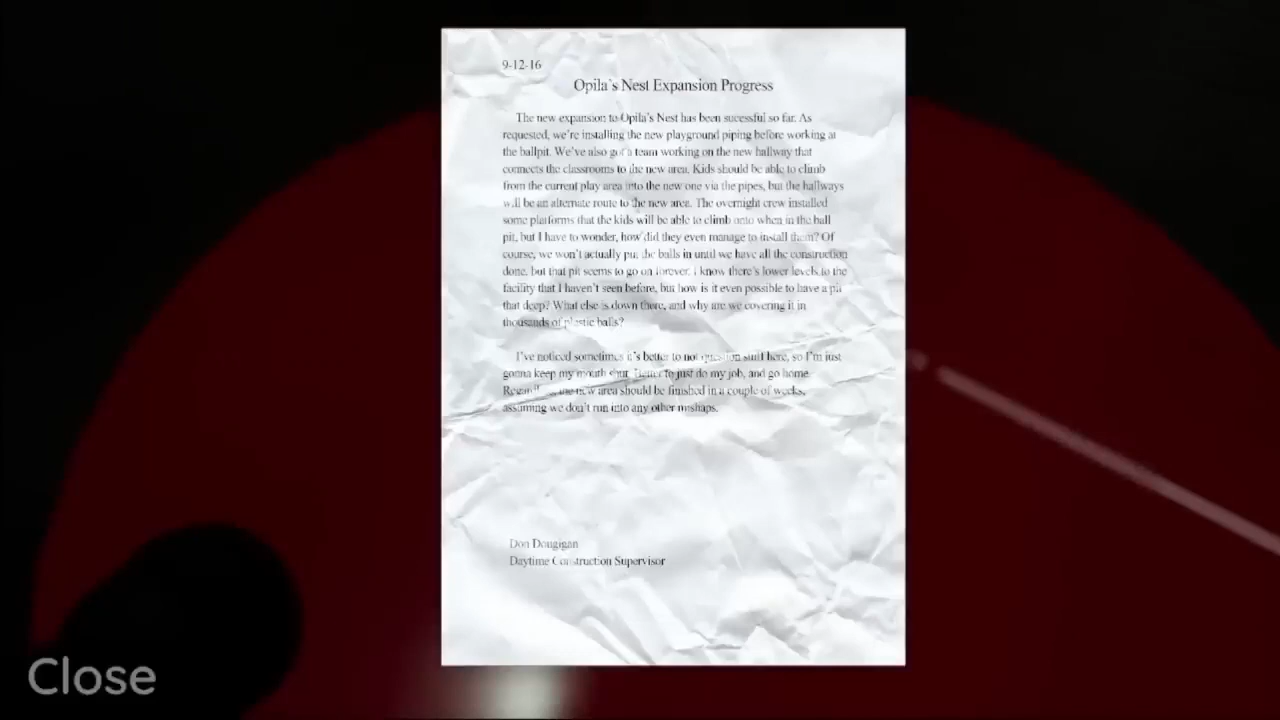 9-12-16
Opila's Nest Expansion Progress
The new expansion to Opila's Nest has been sucessful so far. As
requested, we're installing the new playground piping before working at
the ballpit. We've also got a team working on the new hallway that
connects the classrooms to the new area. Kids should be able to climb
from the current play area into the new one via the pipes, but the hallways
will be an alternate route to the new area. The overnight crew installed
some platforms that the kids will be able to climb onto when in the ball
pit, but I have to wonder, how did they even manage to install them? Of
course, we won't actually put the balls in until we have all the construction
done, but that pit seems to go on forever. I know there's lower levels to the
facility that I haven't seen before, but how is it even possible to have a pit
that deep? What else is down there, and why are we covering it in
thousands of plastic balls?
I've noticed sometimes it's better to not question stuff here, so I'm just
gonna keep my mouth shut. Better to just do my job, and go home.
new area should be finished in a couple of weeks,
assuming we don't run into any other mishaps.
Don Dougigan
Daytime Construction Supervisor
Close